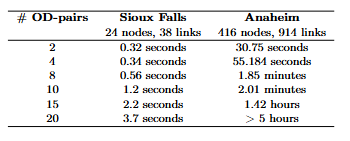 # OD-pairs Sioux Falls Anaheim
24 nodes, 38 links 416 nodes, 914 links
2 0.32 seconds 30.75 seconds
4 0.34 seconds 55.184 seconds
8 0.56 seconds 1.85 minutes
10 1.2 seconds 2.01 minutes
15 2.2 seconds 1.42 hours
20 3.7 seconds > 5 hours